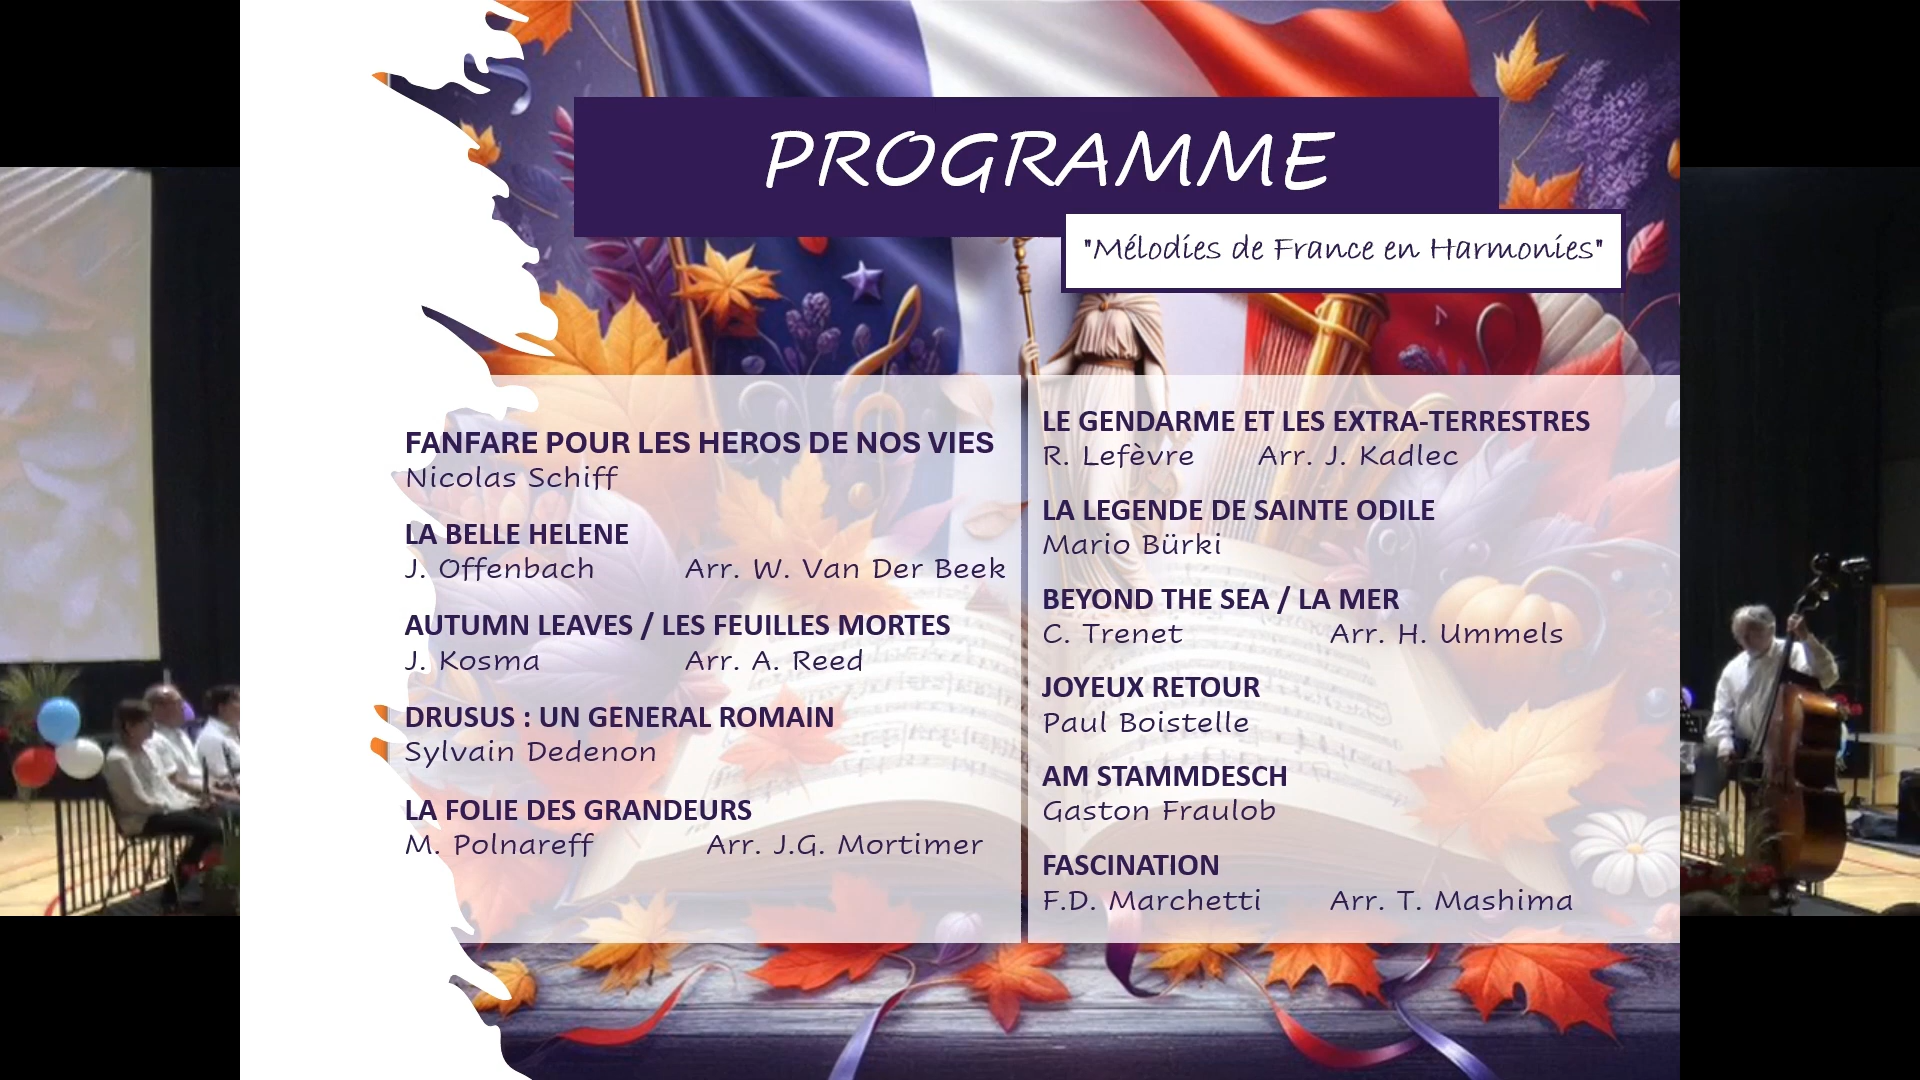 PROGRAMME
"Mélodies de France en Harmonies"
FANFARE POUR LES HEROS DE NOS VIES
Nicolas Schiff
LA BELLE HELENE
J. Offenbach Arr. W. Van Der Beek
AUTUMN LEAVES / LES FEUILLES MORTES
J. Kosma Arr. A. Reed
DRUSUS : UN GENERAL ROMAIN
Sylvain Dedenon
LA FOLIE DES GRANDEURS
M. Polnareff Arr. J.G. Mortimer
LE GENDARME ET LES EXTRA-TERRESTRES
R. Lefèvre Arr. J. Kadlec
LA LEGENDE DE SAINTE ODILE
Mario Bürki
BEYOND THE SEA / LA MER
C. Trenet Arr. H. Ummels
JOYEUX RETOUR
Paul Boistelle
AM STAMMDESCH
Gaston Fraulob
FASCINATION
F.D. Marchetti Arr. T. Mashima